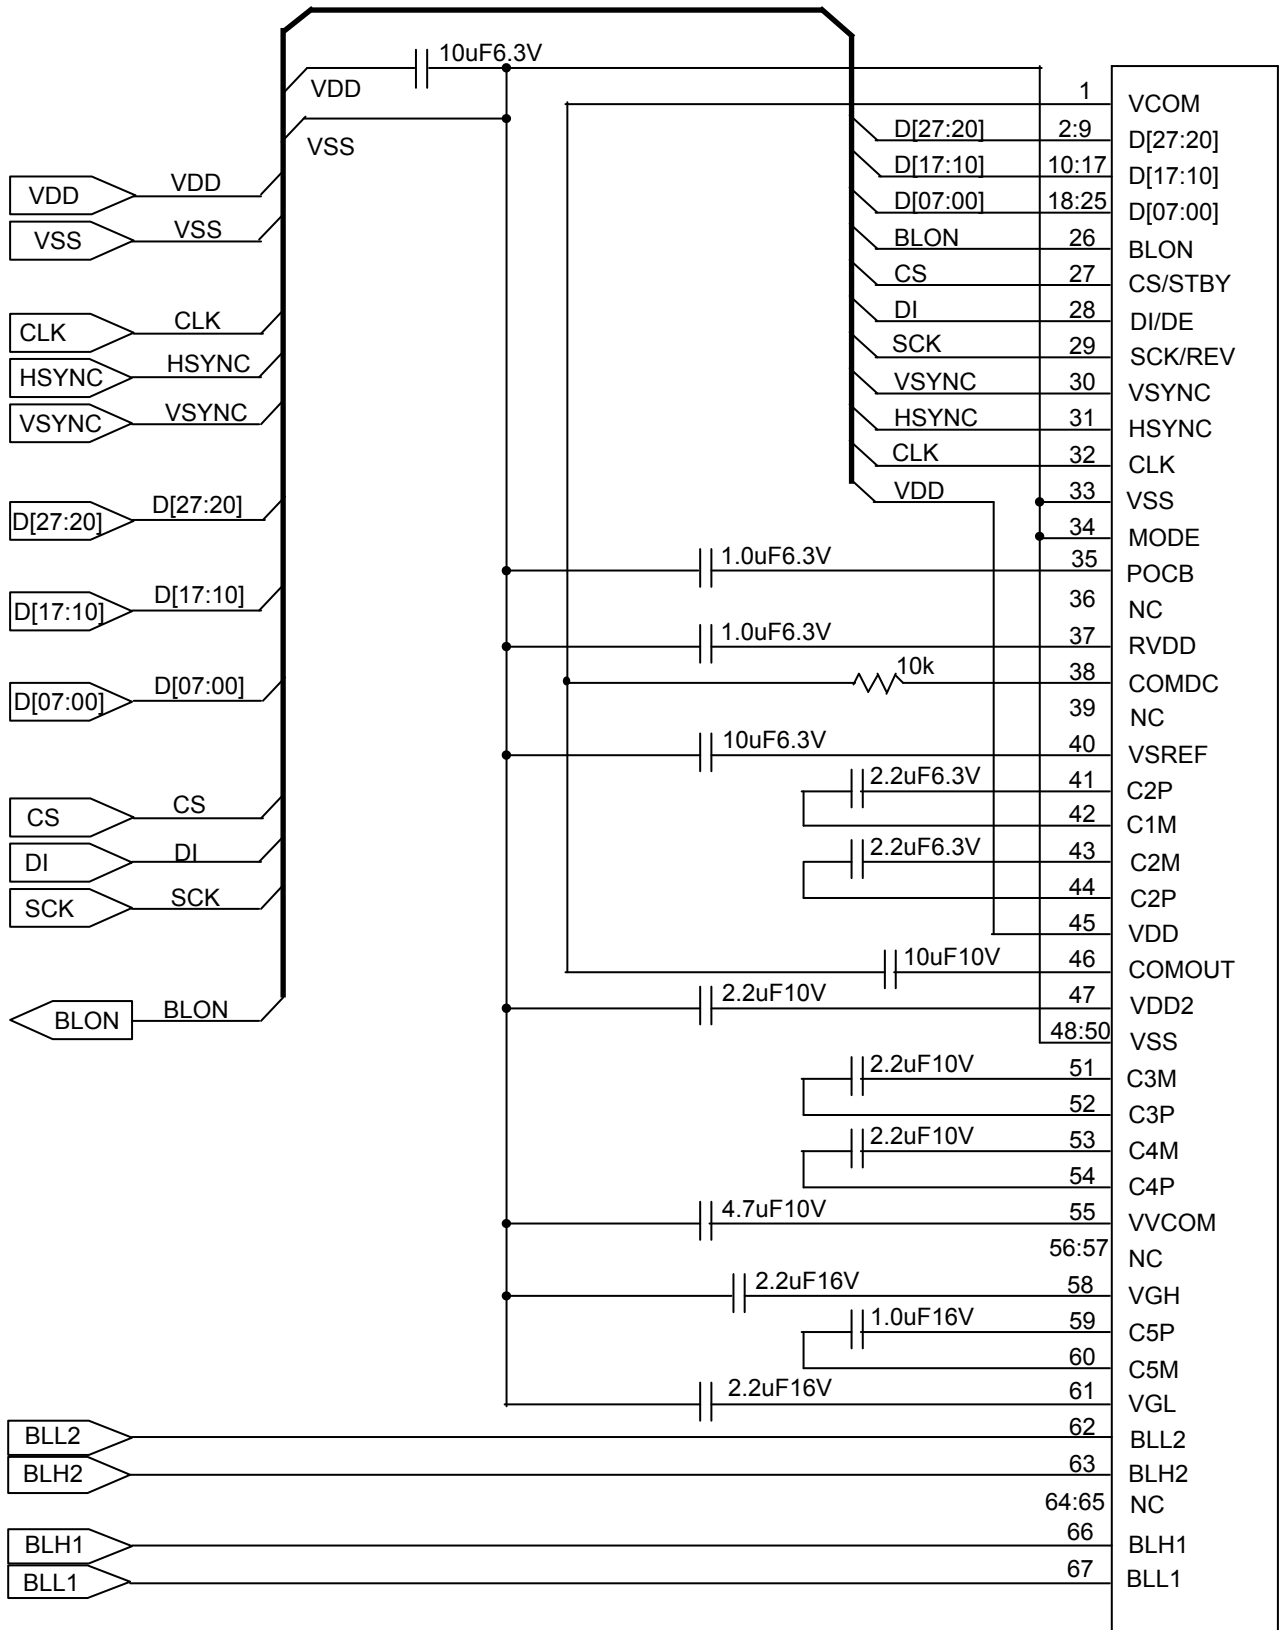 10uF6.3V
VDD
VSS
VDD VDD
VSS VSS
CLK CLK
HSYNC HSYNC
VSYNC VSYNC
D[27:20] D[27:20]
D[17:10] D[17:10]
D[07:00] D[07:00]
CS CS
DI DI
SCK SCK
BLON BLON
1 VCOM
D[27:20] 2:9 D[27:20]
D[17:10] 10:17 D[17:10]
D[07:00] 18:25 D[07:00]
BLON 26 BLON
CS 27 CS/STBY
DI 28 DI/DE
SCK 29 SCK/REV
VSYNC 30 VSYNC
HSYNC 31 HSYNC
CLK 32 CLK
VDD 33 VSS
34 MODE
1.0uF6.3V 35 POCB
36 NC
1.0uF6.3V 37 RVDD
10k 38 COMDC
39 NC
10uF6.3V 40 VSREF
2.2uF6.3V 41 C2P
42 C1M
2.2uF6.3V 43 C2M
44 C2P
45 VDD
10uF10V 46 COMOUT
2.2uF10V 47 VDD2
48:50 VSS
2.2uF10V 51 C3M
52 C3P
2.2uF10V 53 C4M
54 C4P
4.7uF10V 55 VVCOM
56:57 NC
2.2uF16V 58 VGH
1.0uF16V 59 C5P
60 C5M
2.2uF16V 61 VGL
BLL2 62 BLL2
BLH2 63 BLH2
64:65 NC
BLH1 66 BLH1
BLL1 67 BLL1